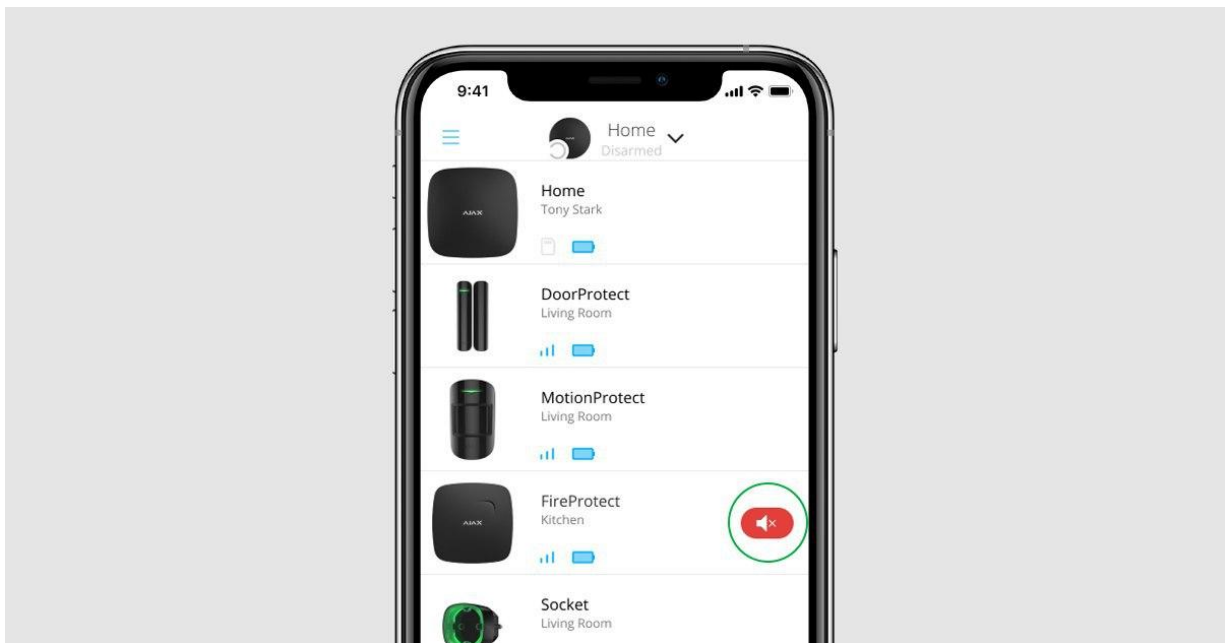 9:41
Home
Disarmed
AJAX
Home
Tony Stark
DoorProtect
Living Room
MotionProtect
Living Room
AJAX
FireProtect
Kitchen
Socket
Living Room